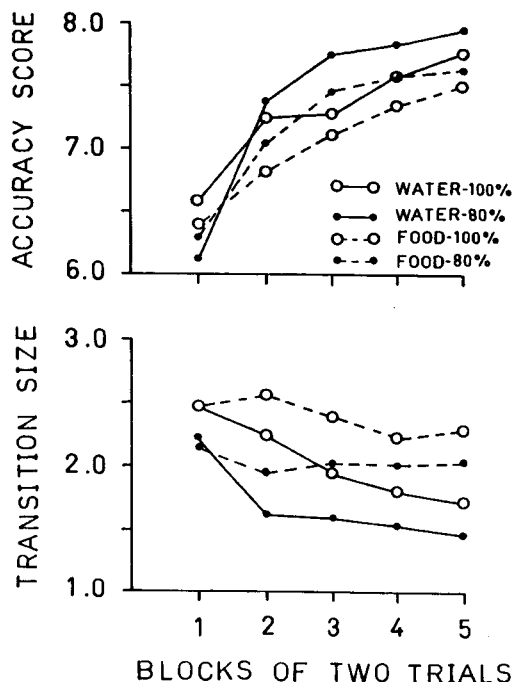 ACCURACY SCORE
8.0
7.0
6.0
WATER-100%
WATER-80%
FOOD-100%
FOOD-80%
TRANSITION SIZE
3.0
2.0
1.0
1 2 3 4 5
BLOCKS OF TWO TRIALS